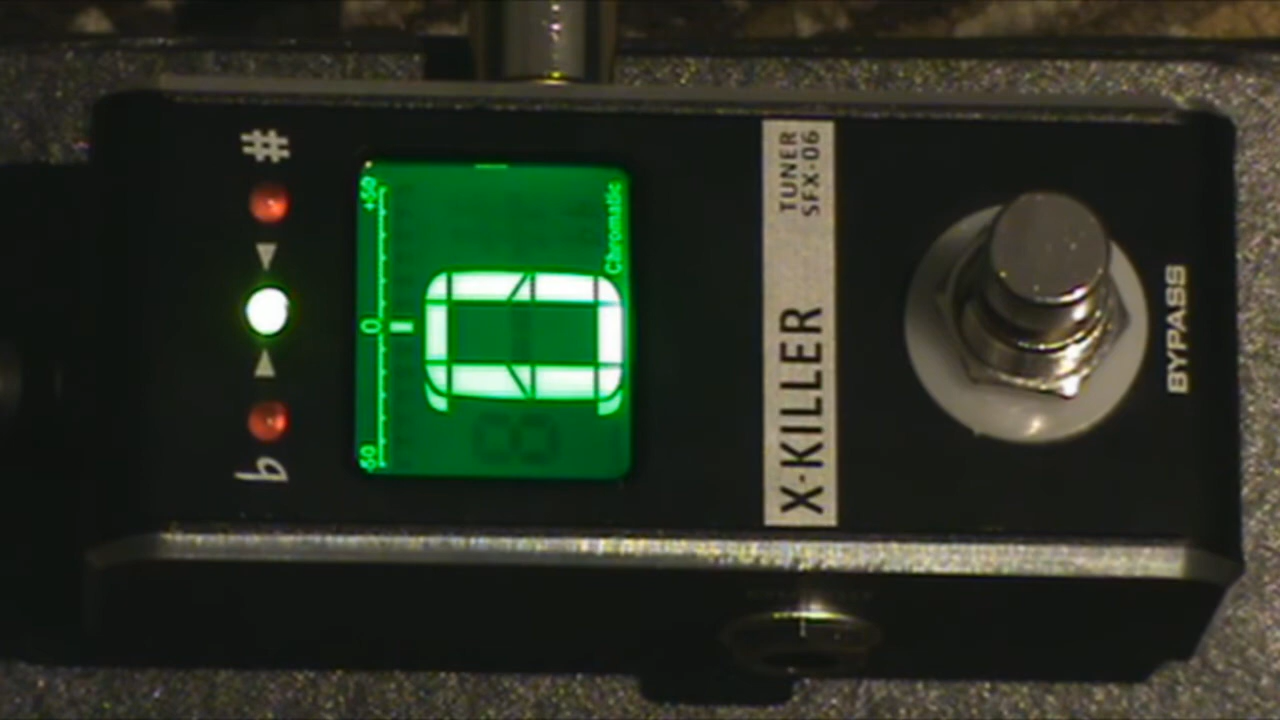 #
b
+50
0
-50
Chromatic
D
X·KILLER
TUNER
SFX-06
BYPASS